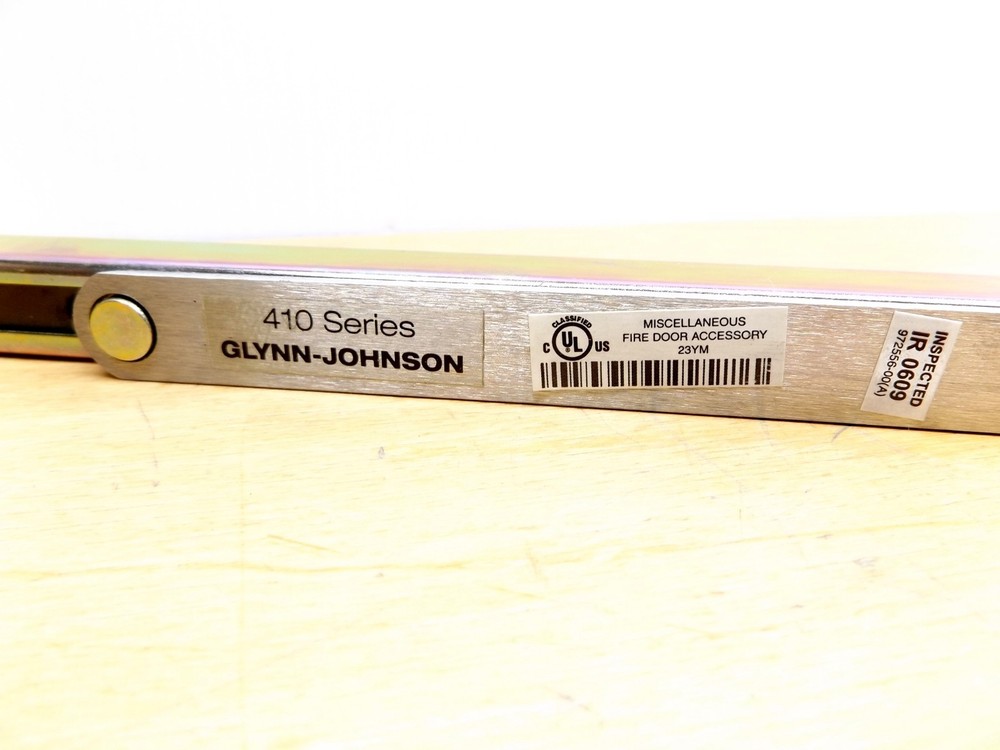 410 Series
GLYNN-JOHNSON
CLASSIFIED
C UL US
MISCELLANEOUS
FIRE DOOR ACCESSORY
23YM
INSPECTED
IR 0609
972556-00(A)